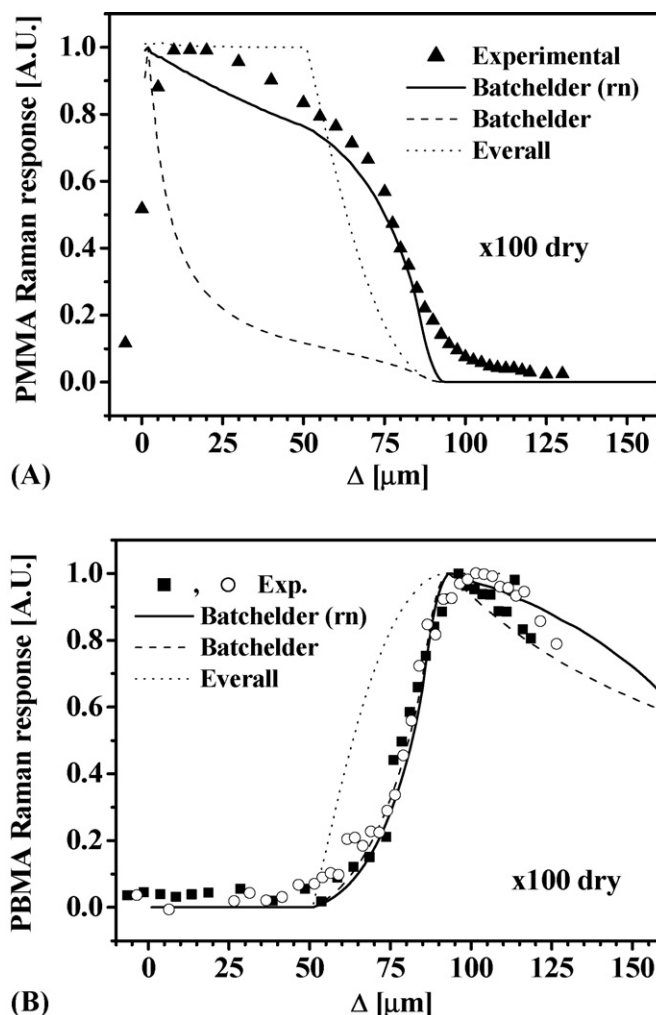 PMMA Raman response [A.U.]
1.0
0.8
0.6
0.4
0.2
0.0
Experimental
Batchelder (rn)
Batchelder
Everall
x100 dry
0 25 50 75 100 125 150
(A)
Δ [μm]
PBMA Raman response [A.U.]
1.0
0.8
0.6
0.4
0.2
0.0
, Exp.
Batchelder (rn)
Batchelder
Everall
x100 dry
0 25 50 75 100 125 150
(B)
Δ [μm]